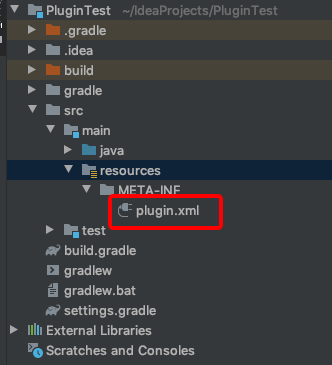 PluginTest ~/IdeaProjects/PluginTest
.gradle
.idea
build
gradle
src
main
java
resources
META-INF
plugin.xml
test
build.gradle
gradlew
gradlew.bat
settings.gradle
External Libraries
Scratches and Consoles